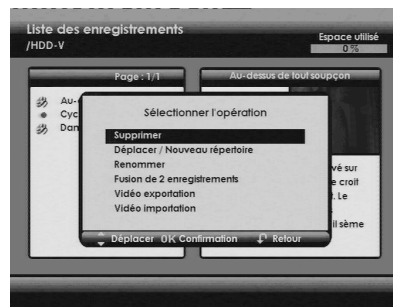 Liste des enregistrements
/HDD-V
Espace utilisé
0%
Page : 1/1
Au-dessus de tout soupçon
Au-
Cyc
Dan
Sélectionner l'opération
Supprimer
Déplacer / Nouveau répertoire
Renommer
Fusion de 2 enregistrements
Vidéo exportation
Vidéo importation
vé sur
croit
Le
il sème
Déplacer OK Confirmation Retour